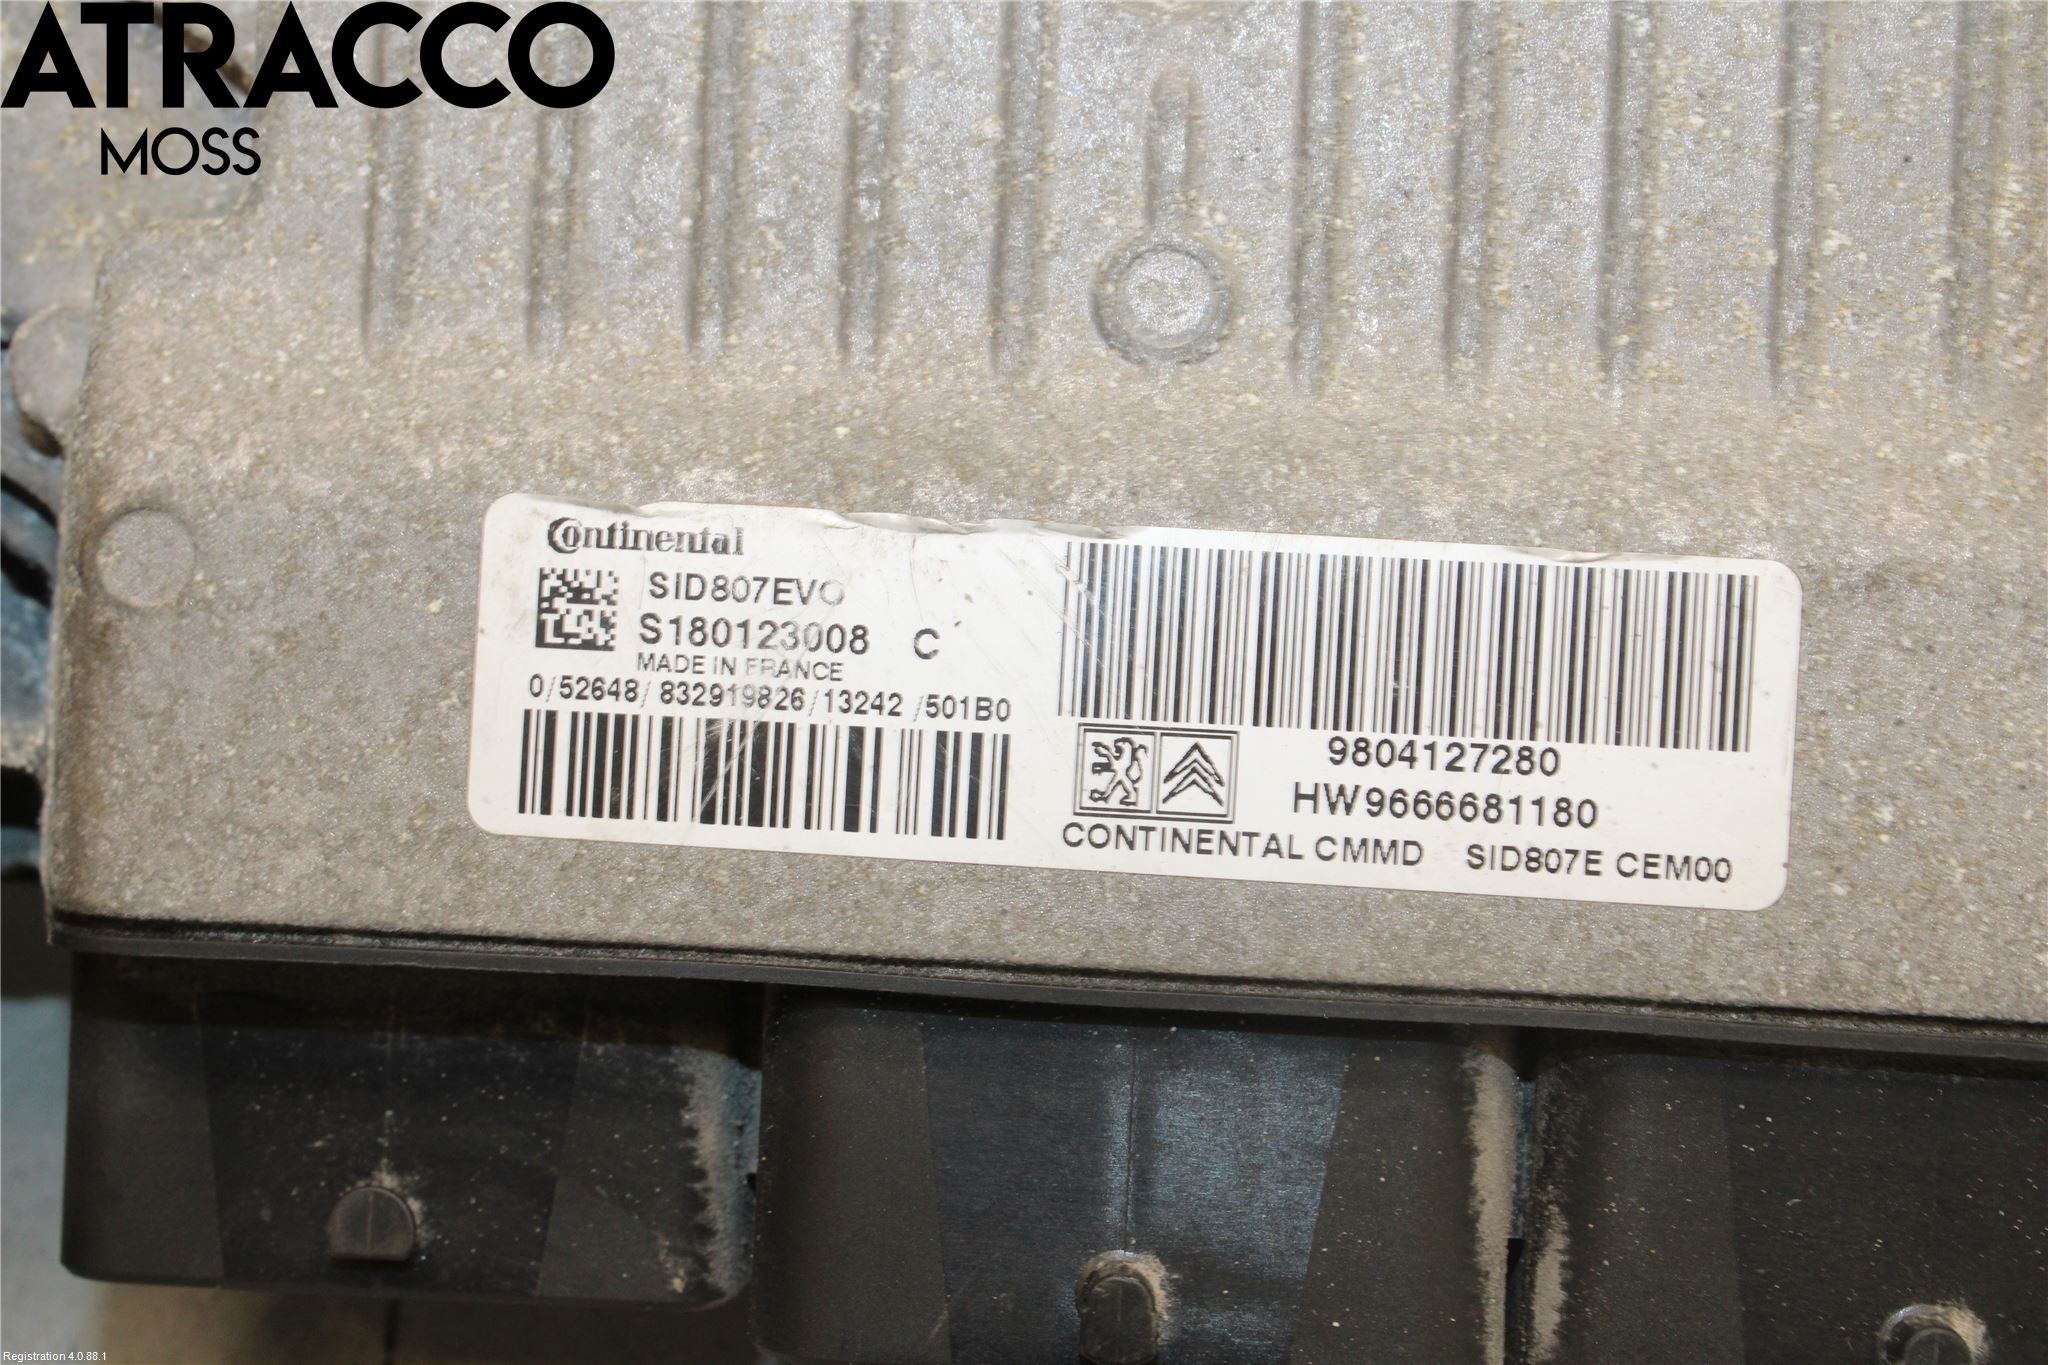 ATRACCO
MOSS
Continental
SID807EVO
S180123008 C
MADE IN FRANCE
0/52648/832919826/13242/501B0
9804127280
HW9666681180
CONTINENTAL CMMD SID807E CEM00
Registration 4.0.88.1